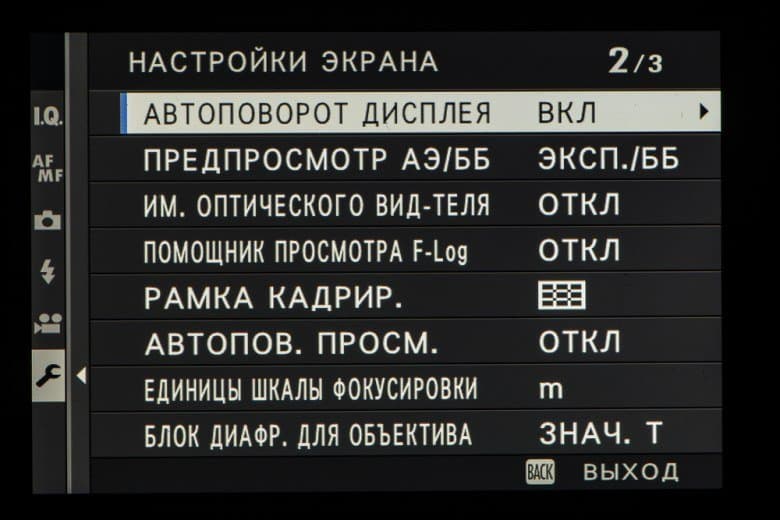 НАСТРОЙКИ ЭКРАНА 2/3
I.Q.
АВТОПОВОРОТ ДИСПЛЕЯ ВКЛ
AF
MF
ПРЕДПРОСМОТР АЭ/ББ ЭКСП./ББ
ИМ. ОПТИЧЕСКОГО ВИД-ТЕЛЯ ОТКЛ
ПОМОЩНИК ПРОСМОТРА F-Log ОТКЛ
РАМКА КАДРИР.
АВТОПОВ. ПРОСМ. ОТКЛ
ЕДИНИЦЫ ШКАЛЫ ФОКУСИРОВКИ m
БЛОК ДИАФР. ДЛЯ ОБЪЕКТИВА ЗНАЧ. T
BACK ВЫХОД